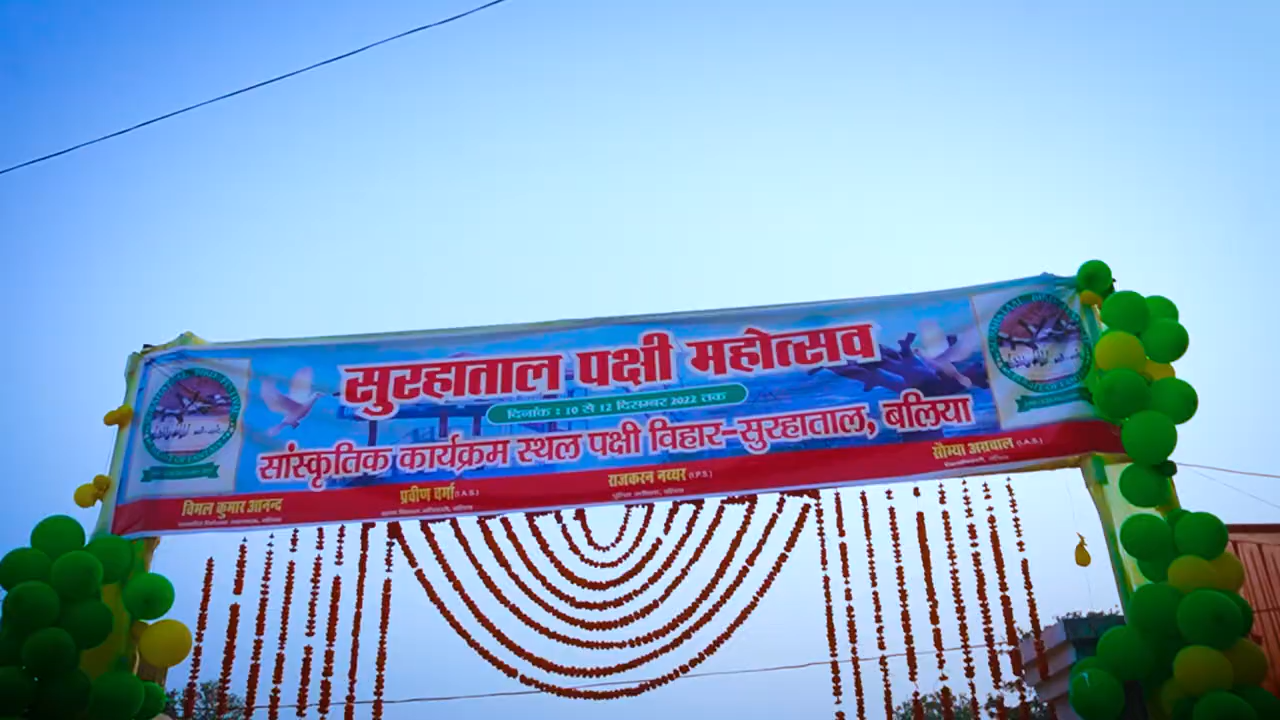 सुरहाताल पक्षी महोत्सव
दिनांक : 10 से 12 दिसम्बर 2022 तक
सांस्कृतिक कार्यक्रम स्थल पक्षी विहार-सुरहाताल, बलिया
विमल कुमार आनन्द
प्रवीण वर्मा (I.A.S.)
राजकरन नय्यर (I.P.S.)
सौम्या अग्रवाल (I.A.S.)